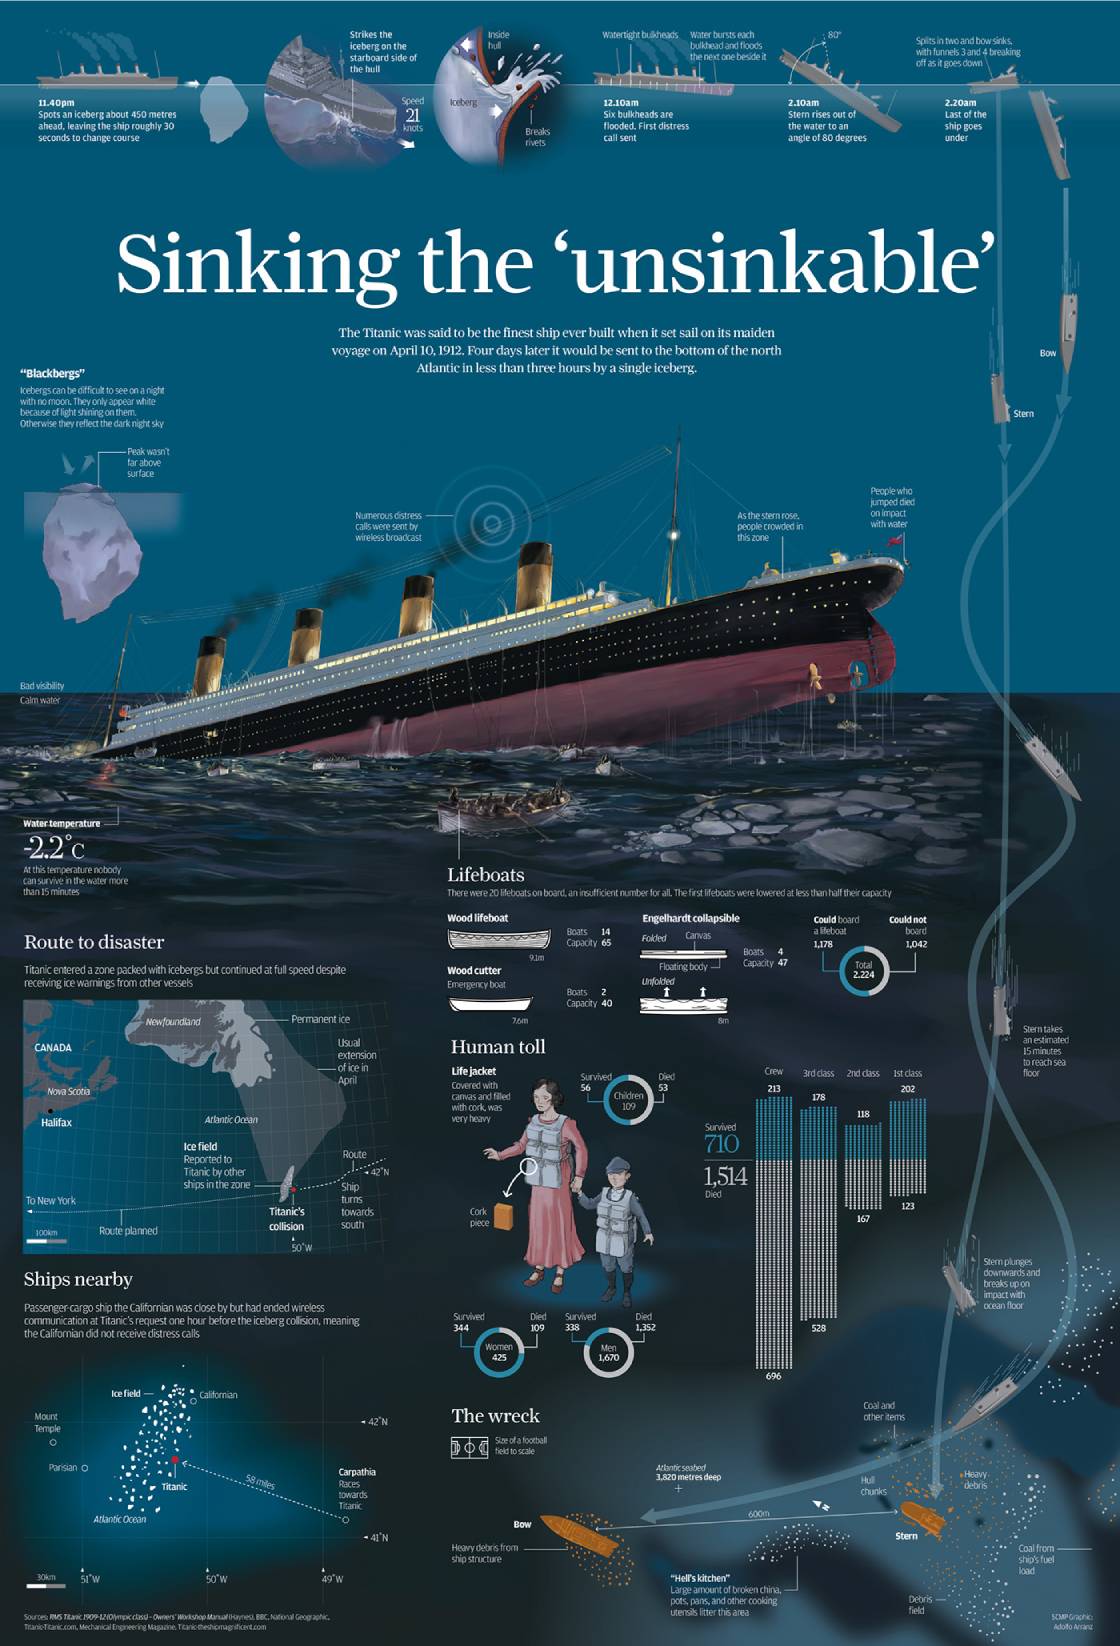 Strikes the
iceberg on the
starboard side of
the hull
Inside
hull
Iceberg
Breaks
rivets
Speed
21
knots
Watertight bulkheads
Water bursts each
bulkhead and floods
the next one beside it
80°
Splits in two and bow sinks,
with funnels 3 and 4 breaking
off as it goes down
11.40pm
Spots an iceberg about 450 metres
ahead, leaving the ship roughly 30
seconds to change course
12.10am
Six bulkheads are
flooded. First distress
call sent
2.10am
Stern rises out of
the water to an
angle of 80 degrees
2.20am
Last of the
ship goes
under
Sinking the ‘unsinkable’
The Titanic was said to be the finest ship ever built when it set sail on its maiden
voyage on April 10, 1912. Four days later it would be sent to the bottom of the north
Atlantic in less than three hours by a single iceberg.
Bow
Stern
“Blackbergs”
Icebergs can be difficult to see on a night
with no moon. They only appear white
because of light shining on them.
Otherwise they reflect the dark night sky
Peak wasn't
far above
surface
Numerous distress
calls were sent by
wireless broadcast
As the stern rose,
people crowded in
this zone
People who
jumped died
on impact
with water
Bad visibility
Calm water
Water temperature
-2.2°C
At this temperature nobody
can survive in the water more
than 15 minutes
Lifeboats
There were 20 lifeboats on board, an insufficient number for all. The first lifeboats were lowered at less than half their capacity
Wood lifeboat
Boats 14
Capacity 65
9.1m
Wood cutter
Emergency boat
Boats 2
Capacity 40
7.6m
Engelhardt collapsible
Folded
Canvas
Floating body
Unfolded
Boats 4
Capacity 47
8m
Could board
a lifeboat
1,178
Could not
board
1,042
Total
2.224
Stern takes
an estimated
15 minutes
to reach sea
floor
Route to disaster
Titanic entered a zone packed with icebergs but continued at full speed despite
receiving ice warnings from other vessels
Newfoundland
Permanent ice
CANADA
Usual
extension
of ice in
April
Nova Scotia
Halifax
Atlantic Ocean
Ice field
Reported to
Titanic by other
ships in the zone
Route
42°N
Ship
turns
towards
south
To New York
Route planned
Titanic's
collision
100km
50°W
Human toll
Life jacket
Covered with
canvas and filled
with cork, was
very heavy
Survived
56
Died
53
Children
109
Cork
piece
Survived
344
Died
109
Women
425
Survived
338
Died
1,352
Men
1,670
Crew
3rd class
2nd class
1st class
213
178
118
202
Survived
710
1,514
Died
696
528
167
123
Stern plunges
downwards and
breaks up on
impact with
ocean floor
Ships nearby
Passenger-cargo ship the Californian was close by but had ended wireless
communication at Titanic's request one hour before the iceberg collision, meaning
the Californian did not receive distress calls
Ice field
Californian
Mount
Temple
42°N
Parisian
Titanic
58 miles
Carpathia
Races
towards
Titanic
Atlantic Ocean
41°N
30km
51°W
50°W
49°W
The wreck
Size of a football
field to scale
Coal and
other items
Atlantic seabed
3,820 metres deep
Hull
chunks
Heavy
debris
N
600m
Bow
Stern
Heavy debris from
ship structure
“Hell's kitchen”
Large amount of broken china,
pots, pans, and other cooking
utensils litter this area
Coal from
ship's fuel
load
Debris
field
Sources: RMS Titanic 1909-12 (Olympic class) – Owners' Workshop Manual (Haynes), BBC, National Geographic,
Titanic-Titanic.com, Mechanical Engineering Magazine, Titanic-theshipmagnificent.com
SCMP Graphic:
Adolfo Arranz